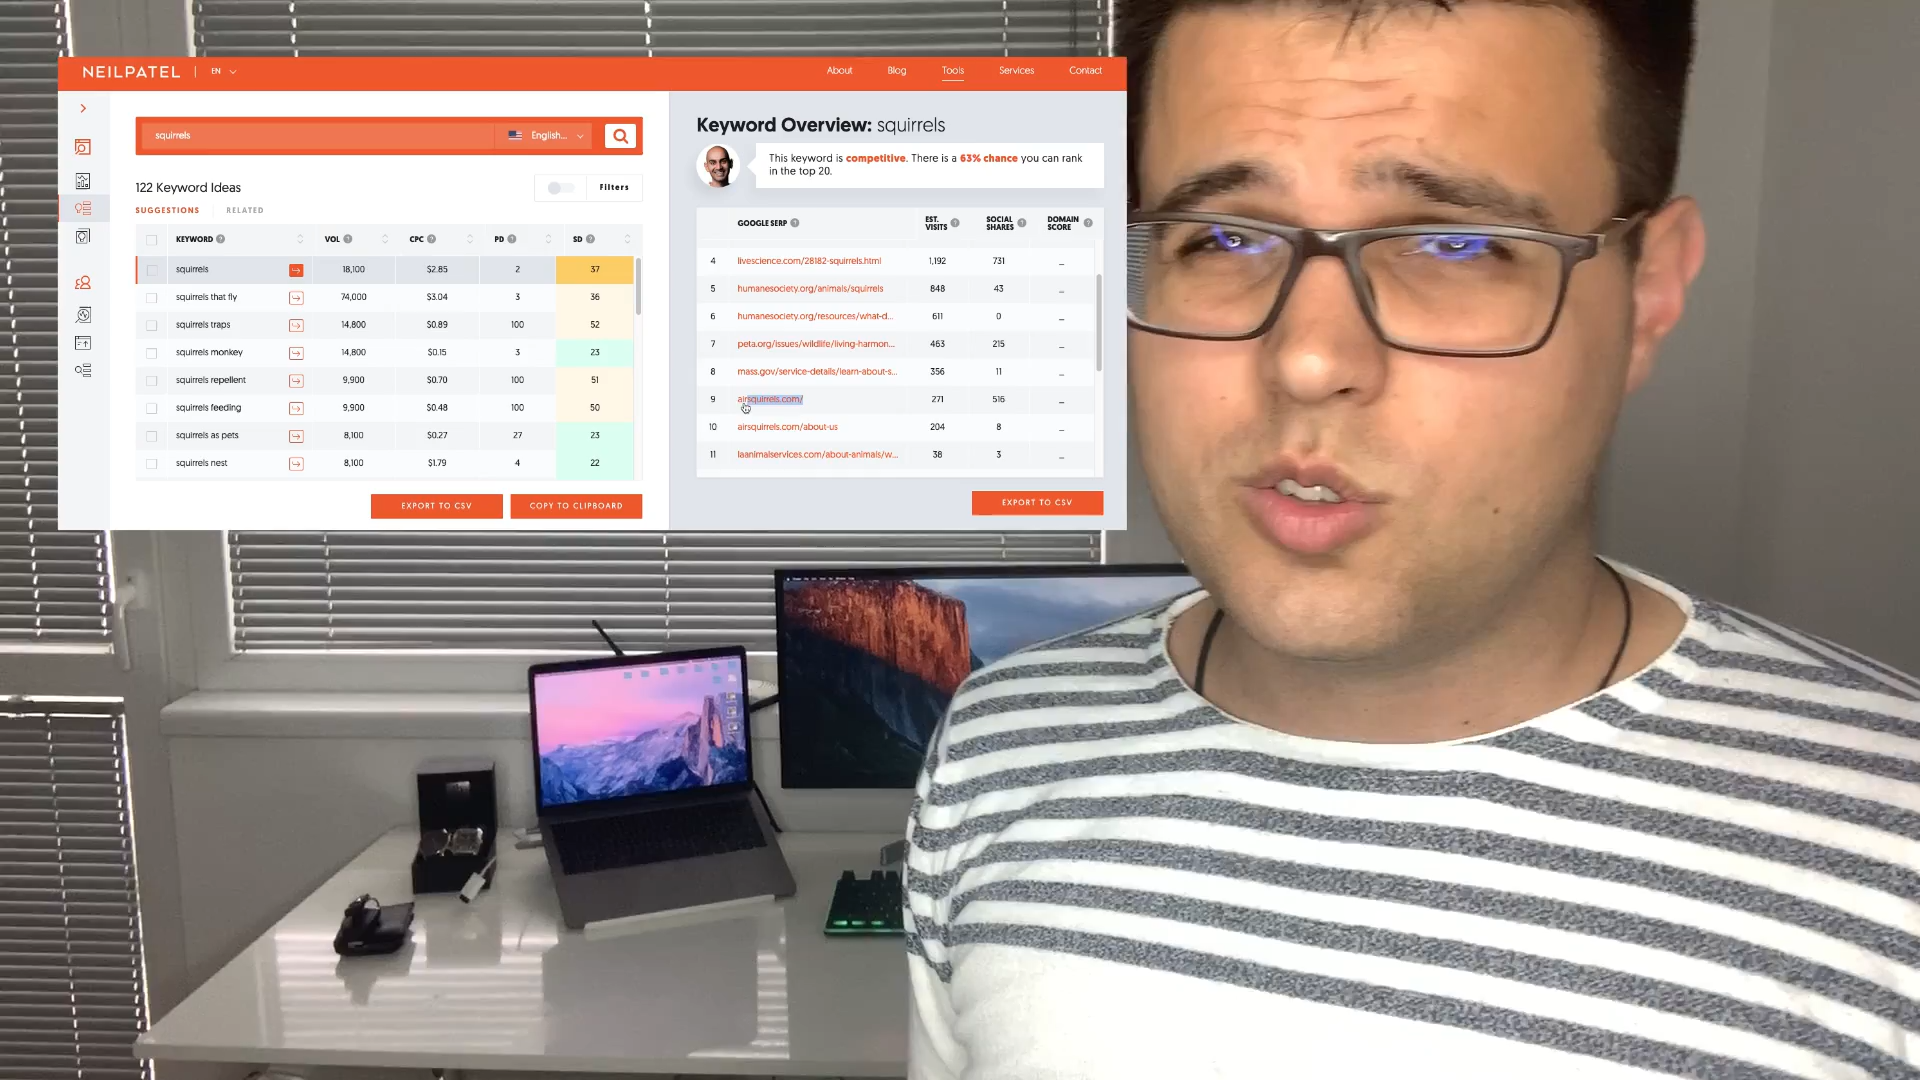 NEILPATEL | EN
About Blog Tools Services Contact
squirrels English...
122 Keyword Ideas
Filters
SUGGESTIONS RELATED
KEYWORD VOL CPC PD SD
squirrels 18,100 $2.85 2 37
squirrels that fly 74,000 $3.04 3 36
squirrels traps 14,800 $0.89 100 52
squirrels monkey 14,800 $0.15 3 23
squirrels repellent 9,900 $0.70 100 51
squirrels feeding 9,900 $0.48 100 50
squirrels as pets 8,100 $0.27 27 23
squirrels nest 8,100 $1.79 4 22
EXPORT TO CSV COPY TO CLIPBOARD
Keyword Overview: squirrels
This keyword is competitive. There is a 63% chance you can rank
in the top 20.
GOOGLE SERP EST. VISITS SOCIAL SHARES DOMAIN SCORE
4 livescience.com/28182-squirrels.html 1,192 731 _
5 humanesociety.org/animals/squirrels 848 43 _
6 humanesociety.org/resources/what-d... 611 0 _
7 peta.org/issues/wildlife/living-harmon... 463 215 _
8 mass.gov/service-details/learn-about-s... 356 11 _
9 airsquirrels.com/ 271 516 _
10 airsquirrels.com/about-us 204 8 _
11 laanimalservices.com/about-animals/w... 38 3 _
EXPORT TO CSV